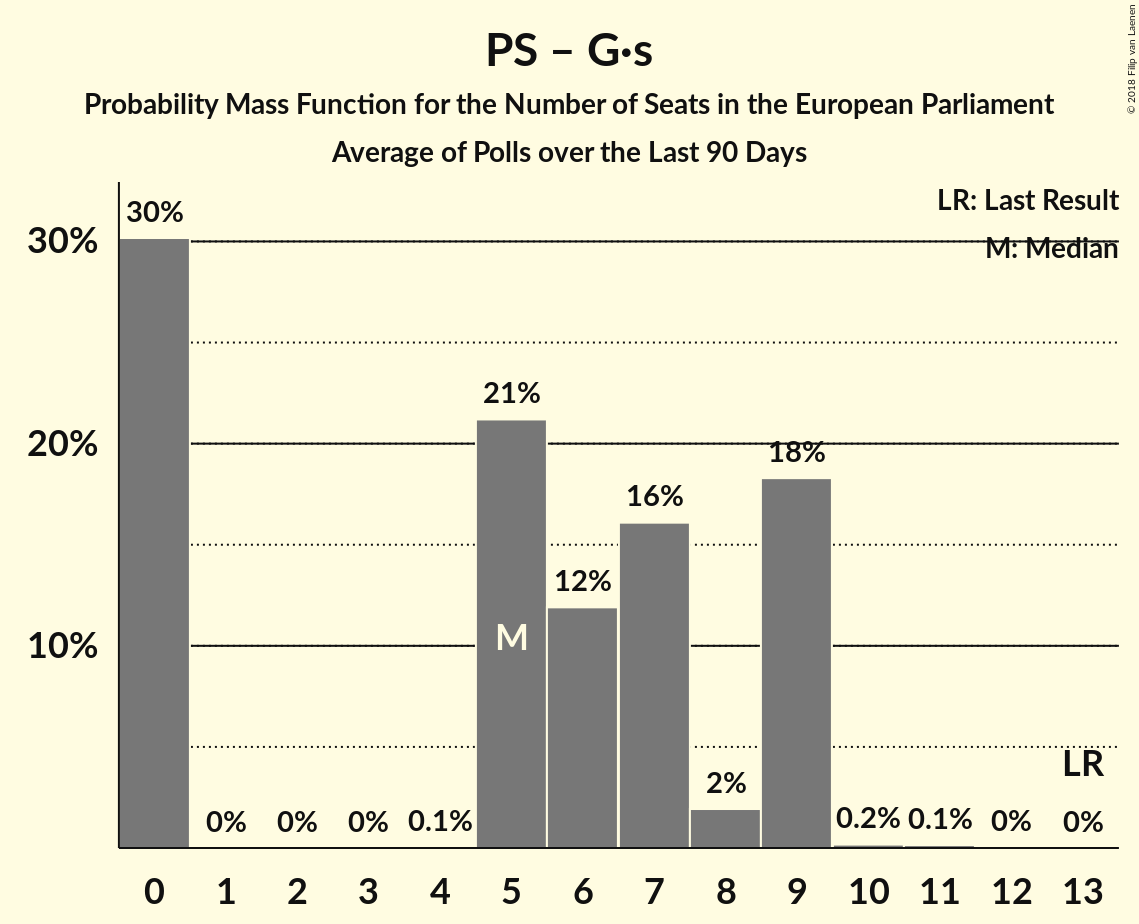 PS – G·s
Probability Mass Function for the Number of Seats in the European Parliament
Average of Polls over the Last 90 Days
© 2018 Filip van Laenen
LR: Last Result
M: Median
30%
20%
10%
30%
0%
0%
0%
0.1%
21%
12%
16%
2%
18%
0.2%
0.1%
0%
0%
M
LR
0 1 2 3 4 5 6 7 8 9 10 11 12 13